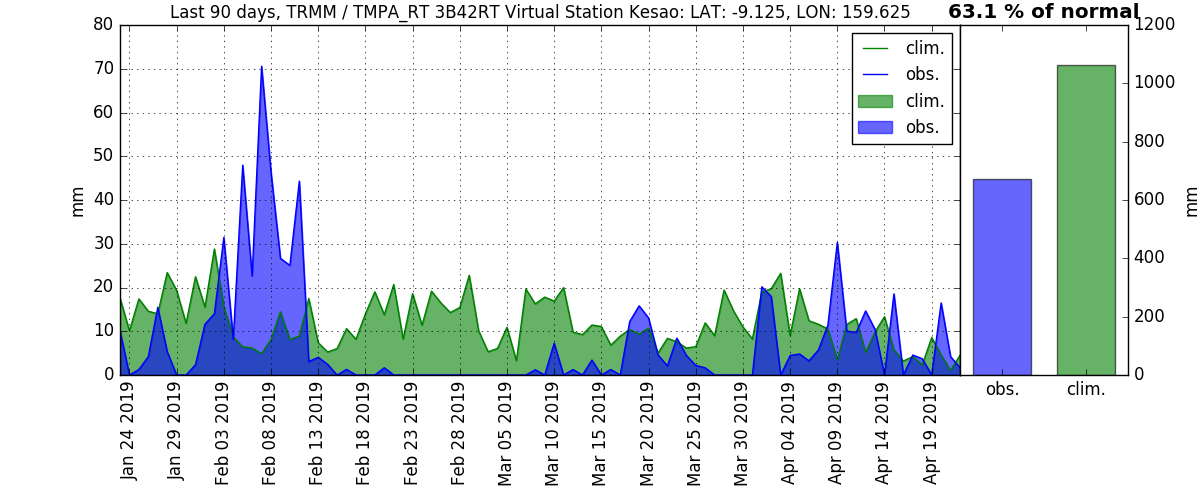 Last 90 days, TRMM / TMPA_RT 3B42RT Virtual Station Kesao: LAT: -9.125, LON: 159.625
63.1 % of normal
80
70
60
50
40
30
20
10
0
mm
clim.
obs.
clim.
obs.
1200
1000
800
600
400
200
0
mm
obs.
clim.
Jan 24 2019
Jan 29 2019
Feb 03 2019
Feb 08 2019
Feb 13 2019
Feb 18 2019
Feb 23 2019
Feb 28 2019
Mar 05 2019
Mar 10 2019
Mar 15 2019
Mar 20 2019
Mar 25 2019
Mar 30 2019
Apr 04 2019
Apr 09 2019
Apr 14 2019
Apr 19 2019